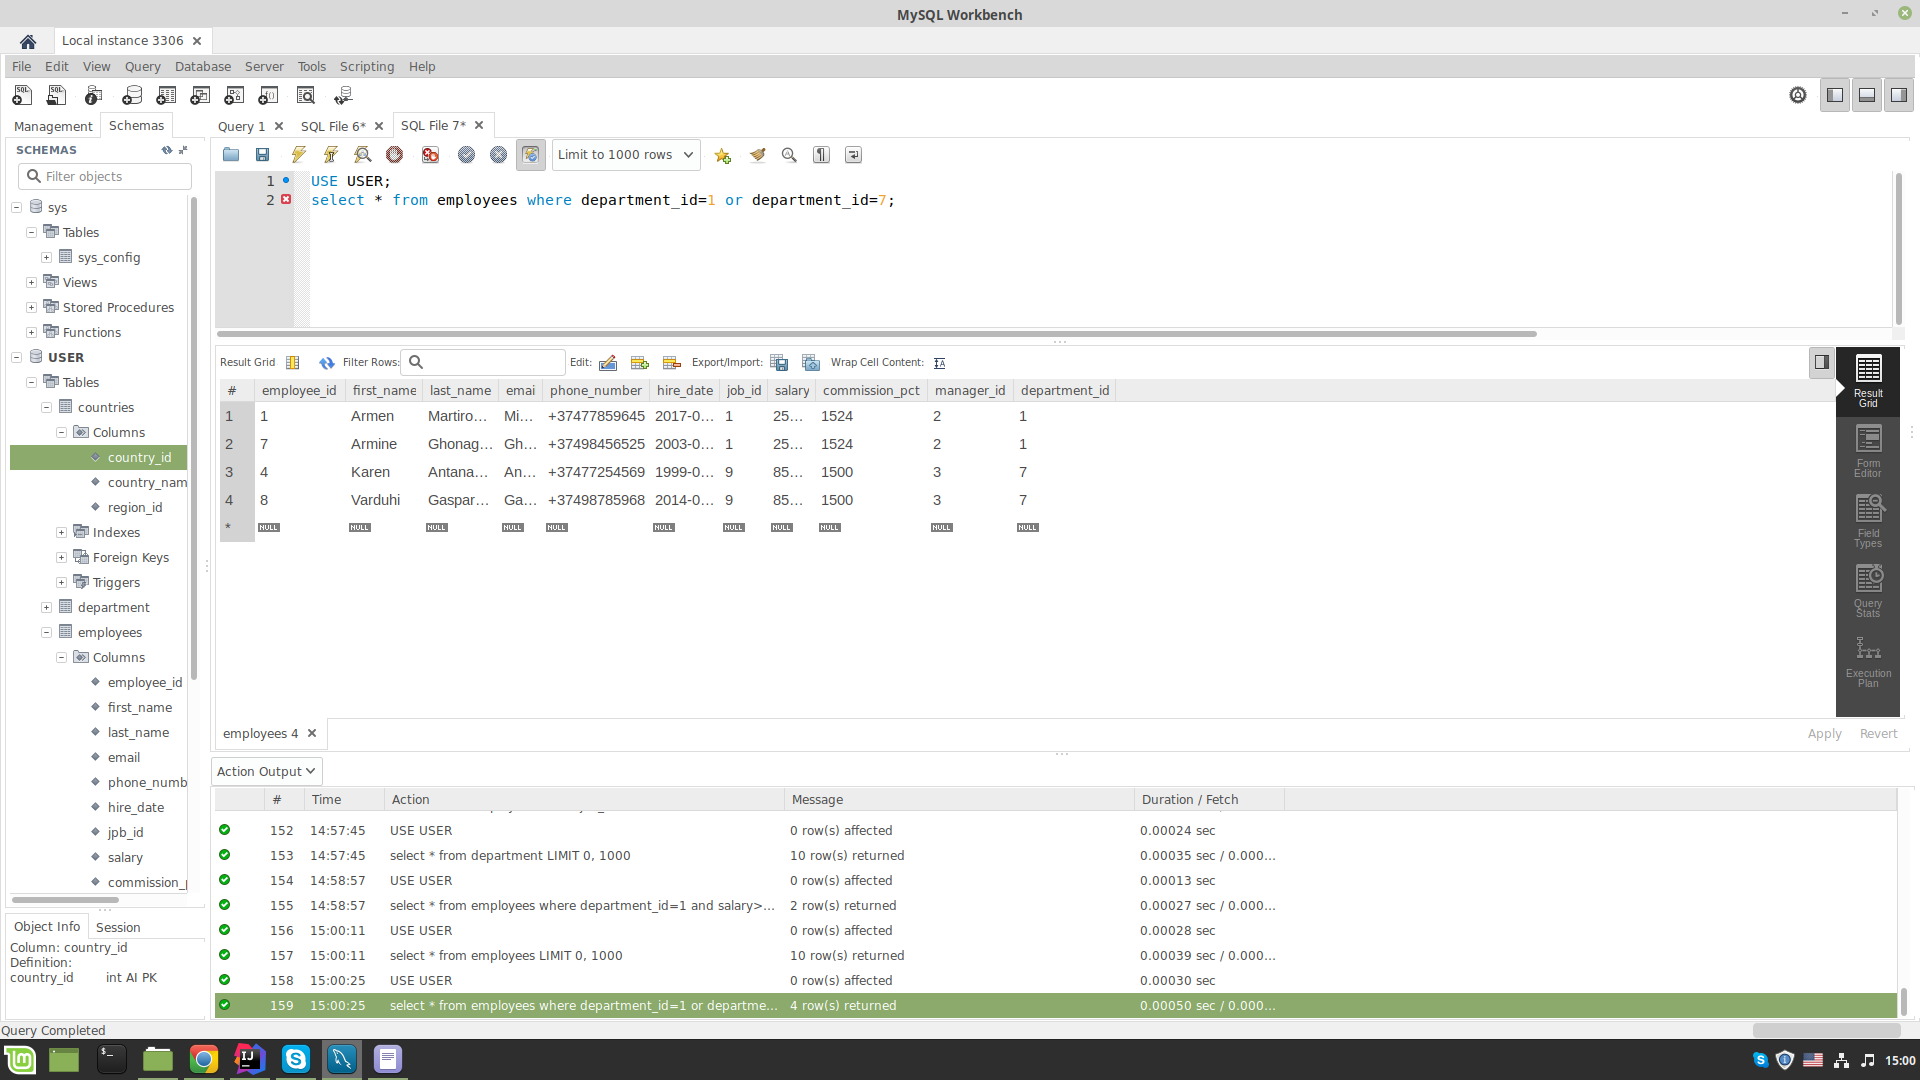 MySQL Workbench
Local instance 3306
File Edit View Query Database Server Tools Scripting Help
Management Schemas
Query 1 SQL File 6* SQL File 7*
SCHEMAS
Filter objects
sys
Tables
sys_config
Views
Stored Procedures
Functions
USER
Tables
countries
Columns
country_id
country_nam
region_id
Indexes
Foreign Keys
Triggers
department
employees
Columns
employee_id
first_name
last_name
email
phone_numb
hire_date
jpb_id
salary
commission_p
Object Info Session
Column: country_id
Definition:
country_id int AI PK
Limit to 1000 rows
1 USE USER;
2 select * from employees where department_id=1 or department_id=7;
Result Grid Filter Rows: Edit: Export/Import: Wrap Cell Content:
# employee_id first_name last_name emai phone_number hire_date job_id salary commission_pct manager_id department_id
1 1 Armen Martiro... Mi... +37477859645 2017-0... 1 25... 1524 2 1
2 7 Armine Ghonag... Gh... +37498456525 2003-0... 1 25... 1524 2 1
3 4 Karen Antana... An... +37477254569 1999-0... 9 85... 1500 3 7
4 8 Varduhi Gaspar... Ga... +37498785968 2014-0... 9 85... 1500 3 7
* NULL NULL NULL NULL NULL NULL NULL NULL NULL NULL NULL
Result
Grid
Form
Editor
Field
Types
Query
Stats
Execution
Plan
employees 4 Apply Revert
Action Output
# Time Action Message Duration / Fetch
152 14:57:45 USE USER 0 row(s) affected 0.00024 sec
153 14:57:45 select * from department LIMIT 0, 1000 10 row(s) returned 0.00035 sec / 0.000...
154 14:58:57 USE USER 0 row(s) affected 0.00013 sec
155 14:58:57 select * from employees where department_id=1 and salary>... 2 row(s) returned 0.00027 sec / 0.000...
156 15:00:11 USE USER 0 row(s) affected 0.00028 sec
157 15:00:11 select * from employees LIMIT 0, 1000 10 row(s) returned 0.00039 sec / 0.000...
158 15:00:25 USE USER 0 row(s) affected 0.00030 sec
159 15:00:25 select * from employees where department_id=1 or departme... 4 row(s) returned 0.00050 sec / 0.000...
Query Completed
15:00